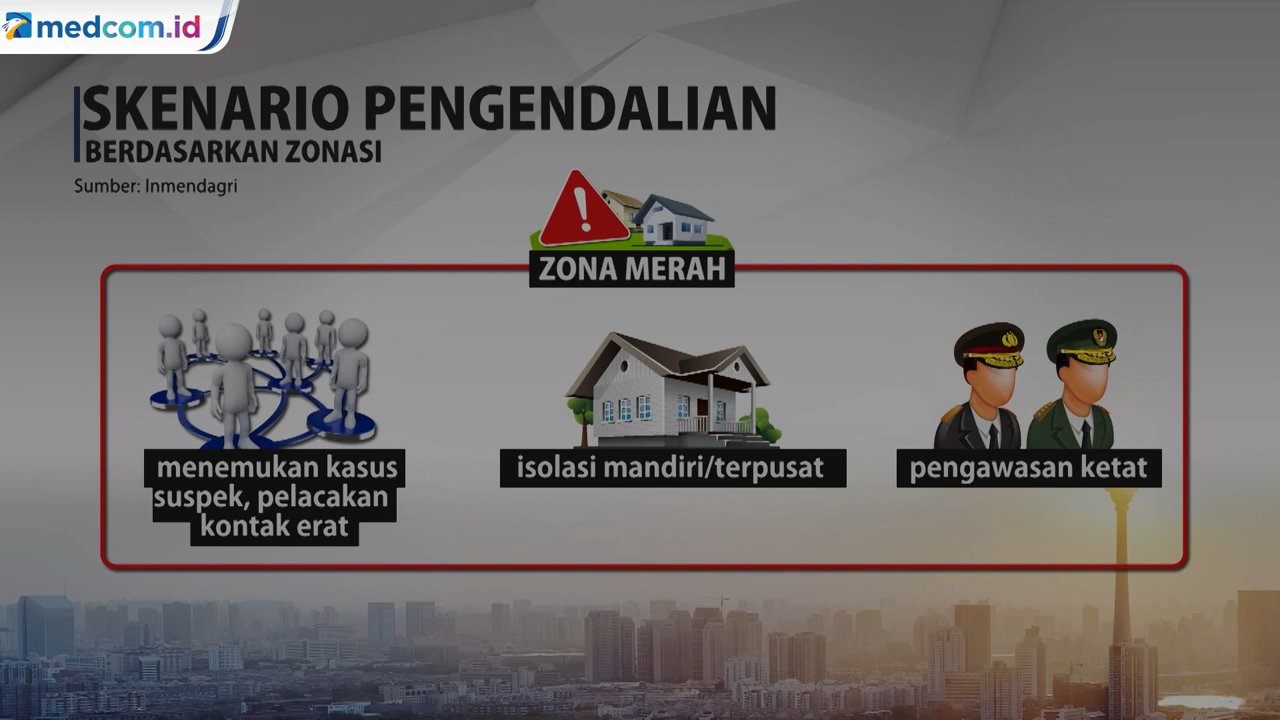 medcom.id
SKENARIO PENGENDALIAN
BERDASARKAN ZONASI
Sumber: Inmendagri
ZONA MERAH
menemukan kasus
suspek, pelacakan
kontak erat
isolasi mandiri/terpusat
pengawasan ketat